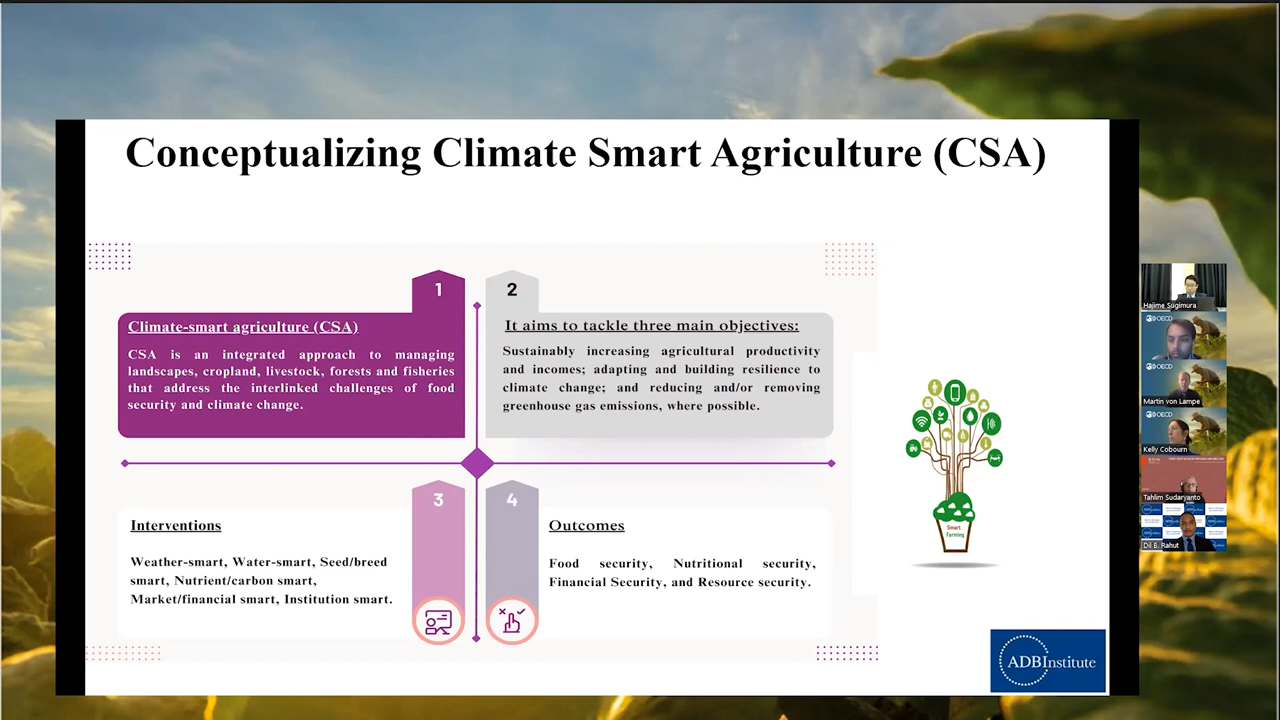 Conceptualizing Climate Smart Agriculture (CSA)
1
2
Climate-smart agriculture (CSA)
CSA is an integrated approach to managing
landscapes, cropland, livestock, forests and fisheries
that address the interlinked challenges of food
security and climate change.
It aims to tackle three main objectives:
Sustainably increasing agricultural productivity
and incomes; adapting and building resilience to
climate change; and reducing and/or removing
greenhouse gas emissions, where possible.
3
4
Interventions
Weather-smart, Water-smart, Seed/breed
smart, Nutrient/carbon smart,
Market/financial smart, Institution smart.
Outcomes
Food security, Nutritional security,
Financial Security, and Resource security.
Smart
Farming
ADBInstitute
Hajime Sugimura
OECD
OECD
Martin von Lampe
OECD
Kelly Cobourn
Tahlim Sudaryanto
ADBInstitute
Dil B. Rahut